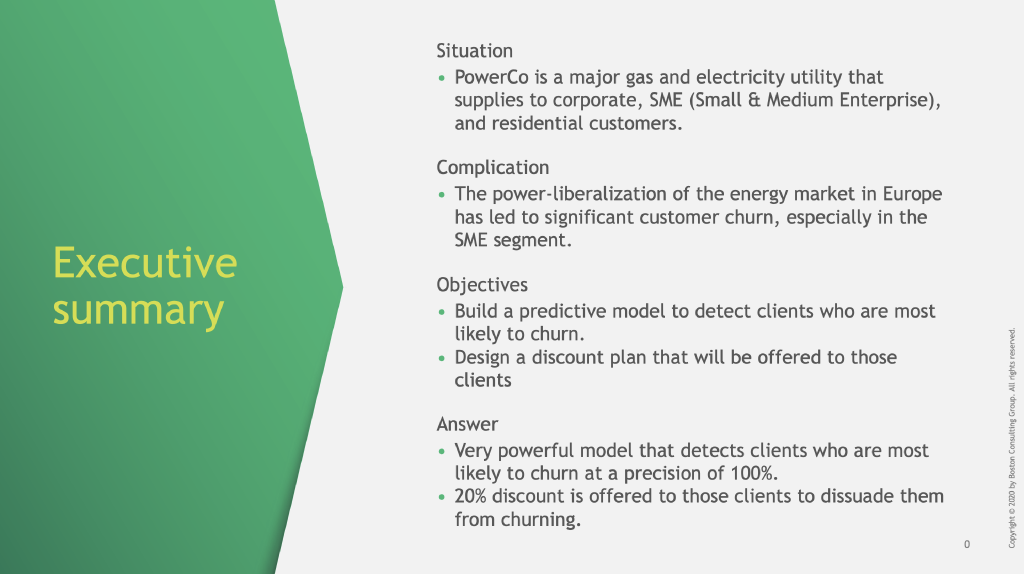 Executive
summary
Situation
• PowerCo is a major gas and electricity utility that
supplies to corporate, SME (Small & Medium Enterprise),
and residential customers.
Complication
• The power-liberalization of the energy market in Europe
has led to significant customer churn, especially in the
SME segment.
Objectives
• Build a predictive model to detect clients who are most
likely to churn.
• Design a discount plan that will be offered to those
clients
Answer
• Very powerful model that detects clients who are most
likely to churn at a precision of 100%.
• 20% discount is offered to those clients to dissuade them
from churning.
0
Copyright © 2020 by Boston Consulting Group. All rights reserved.